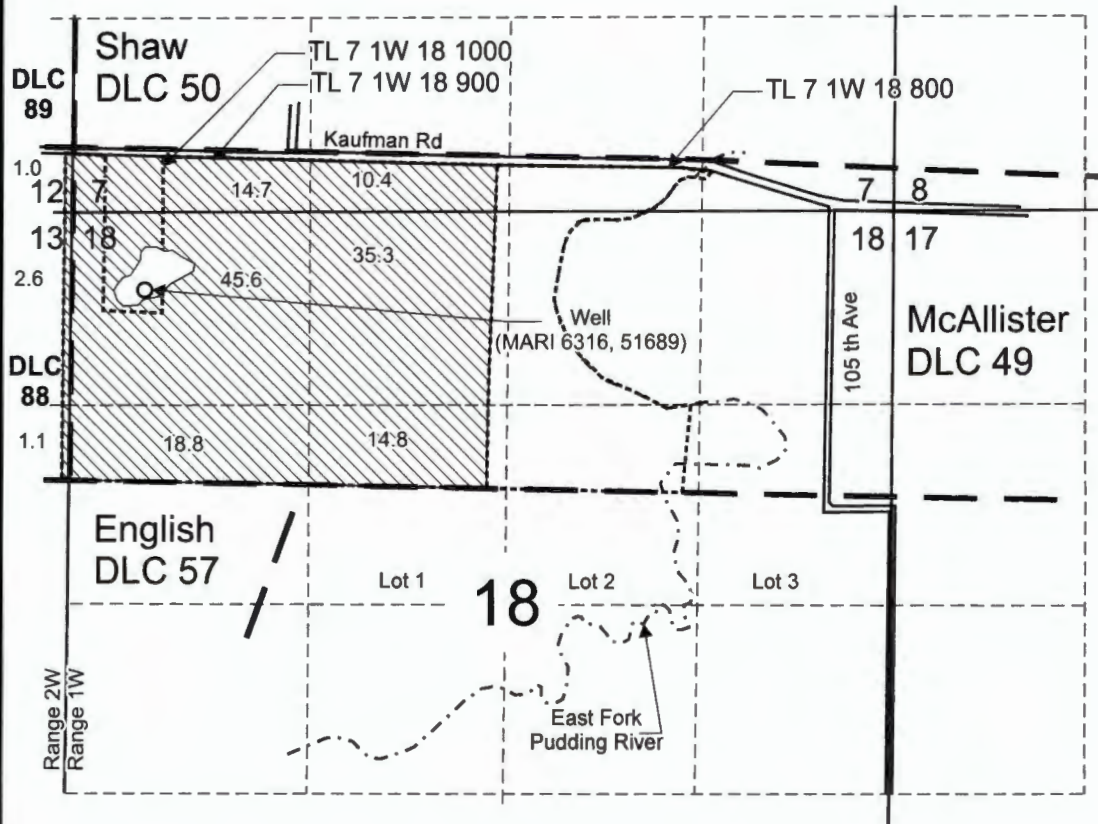 Shaw
DLC 50
TL 7 1W 18 1000
TL 7 1W 18 900
TL 7 1W 18 800
DLC
89
Kaufman Rd
1.0
12
7
14.7
10.4
7
8
13
18
18
17
2.6
45.6
35.3
Well
(MARI 6316, 51689)
McAllister
DLC 49
105 th Ave
DLC
88
1.1
18.8
14.8
English
DLC 57
Lot 1
18
Lot 2
Lot 3
Range 2W
Range 1W
East Fork
Pudding River